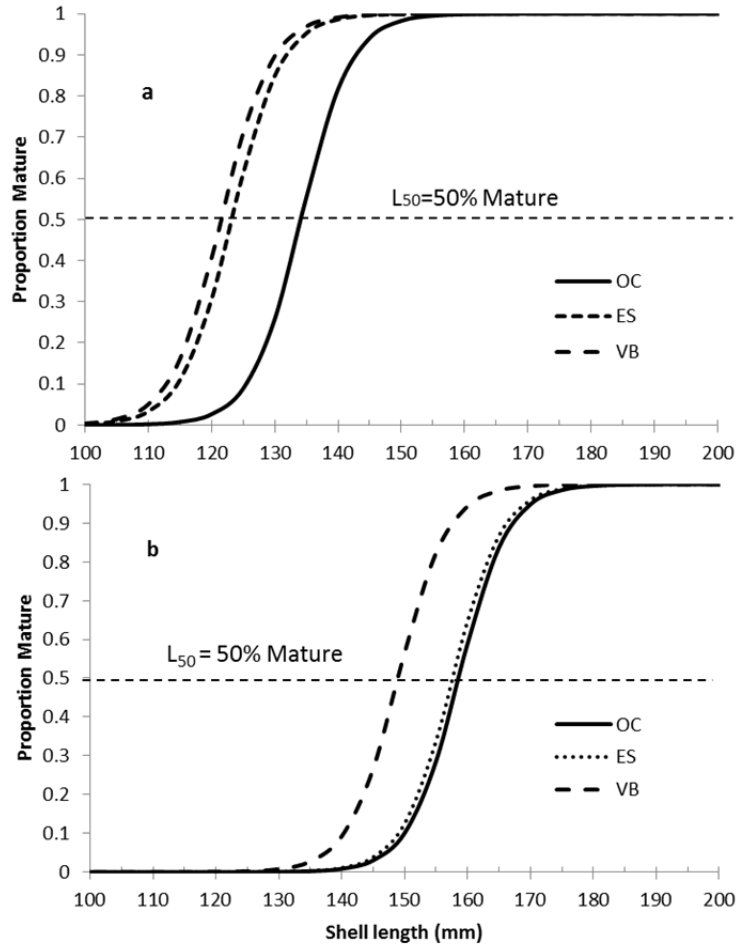 1
0.9
0.8
0.7
0.6
0.5
0.4
0.3
0.2
0.1
0
Proportion Mature
a
L₅₀=50% Mature
OC
ES
VB
100 110 120 130 140 150 160 170 180 190 200
1
0.9
0.8
0.7
0.6
0.5
0.4
0.3
0.2
0.1
0
Proportion Mature
b
L₅₀ = 50% Mature
OC
ES
VB
100 110 120 130 140 150 160 170 180 190 200
Shell length (mm)